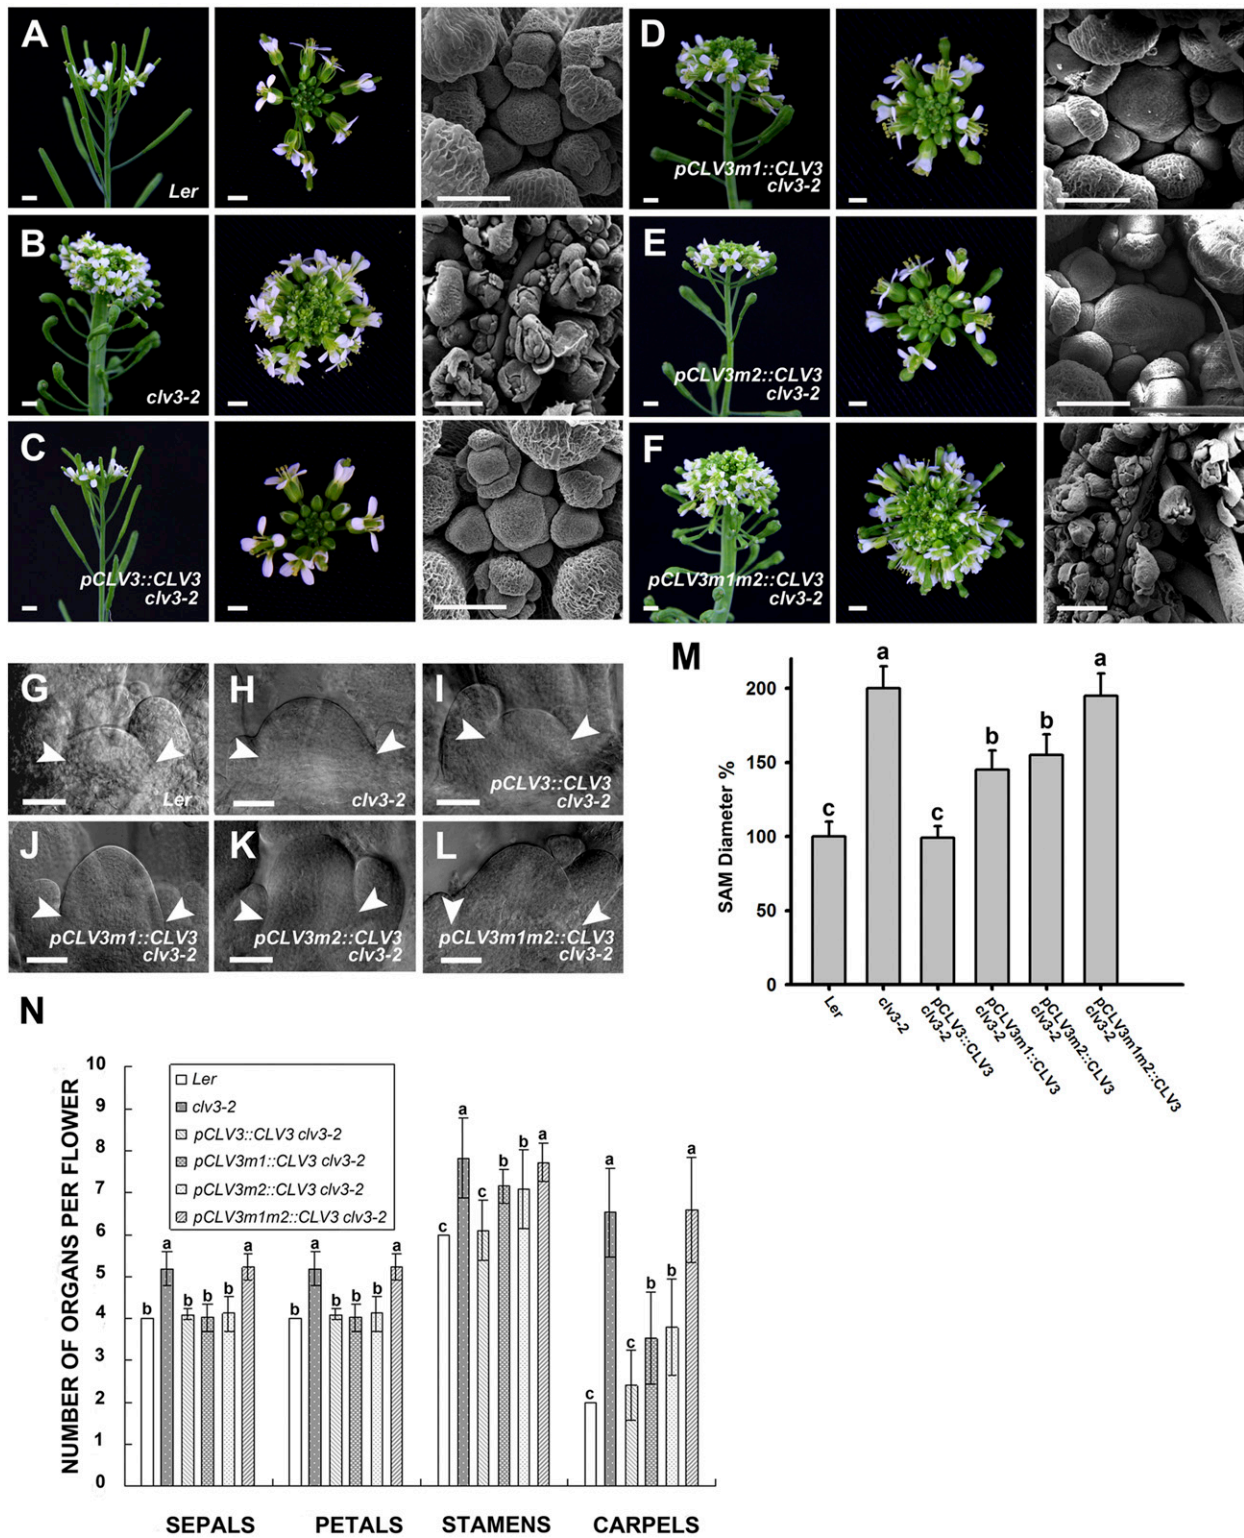 A
Ler
D
pCLV3m1::CLV3
clv3-2
B
clv3-2
E
pCLV3m2::CLV3
clv3-2
C
pCLV3::CLV3
clv3-2
F
pCLV3m1m2::CLV3
clv3-2
G
Ler
H
clv3-2
I
pCLV3::CLV3
clv3-2
J
pCLV3m1::CLV3
clv3-2
K
pCLV3m2::CLV3
clv3-2
L
pCLV3m1m2::CLV3
clv3-2
M
SAM Diameter %
200
150
100
50
0
c
a
c
b
b
a
Ler
clv3-2
pCLV3::CLV3
clv3-2
pCLV3m1::CLV3
clv3-2
pCLV3m2::CLV3
clv3-2
pCLV3m1m2::CLV3
clv3-2
N
NUMBER OF ORGANS PER FLOWER
10
9
8
7
6
5
4
3
2
1
0
Ler
clv3-2
pCLV3::CLV3 clv3-2
pCLV3m1::CLV3 clv3-2
pCLV3m2::CLV3 clv3-2
pCLV3m1m2::CLV3 clv3-2
b a b b b a
b a b b b a
c a c b b a
c a c b b a
SEPALS PETALS STAMENS CARPELS